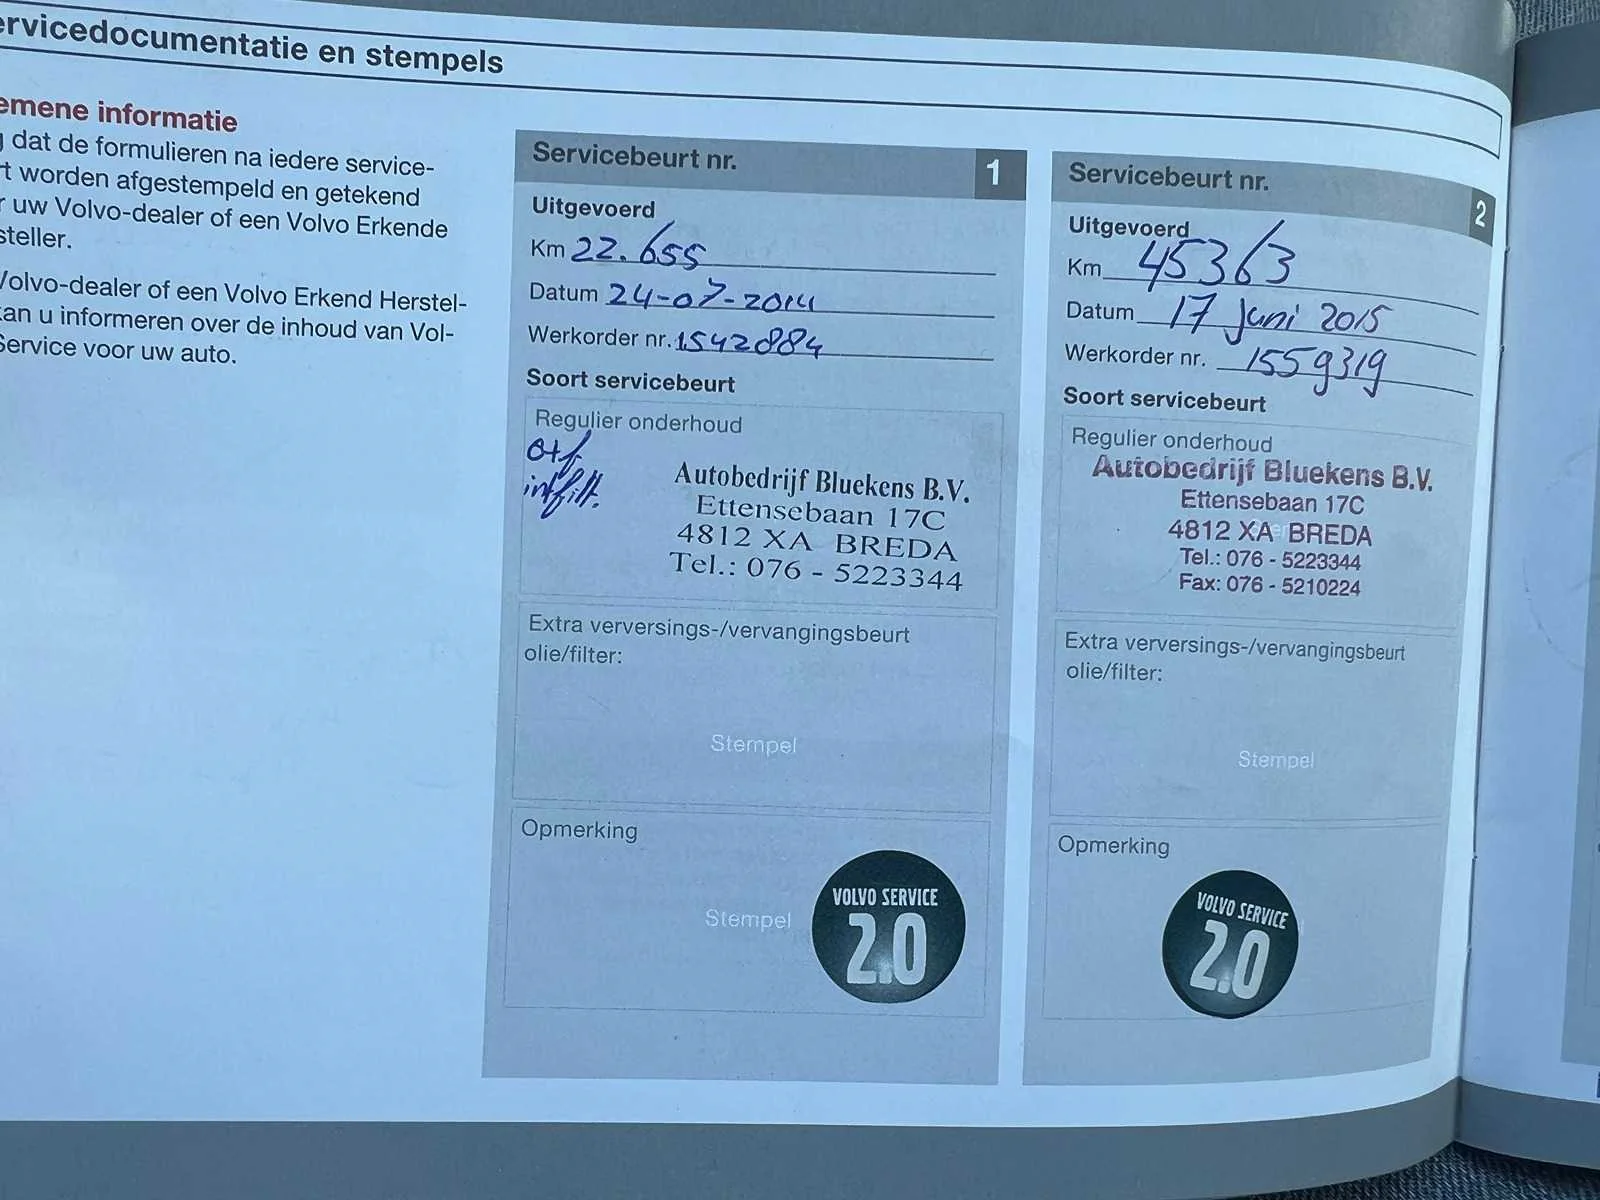 ervicedocumentatie en stempels
emene informatie
dat de formulieren na iedere service-
t worden afgestempeld en getekend
r uw Volvo-dealer of een Volvo Erkende
steller.
Volvo-dealer of een Volvo Erkend Herstel-
kan u informeren over de inhoud van Vol-
Service voor uw auto.
Servicebeurt nr. 1
Uitgevoerd
Km 22.655
Datum 24-07-2014
Werkorder nr. 1542884
Soort servicebeurt
Regulier onderhoud
O+f
intfilt.
Autobedrijf Bluekens B.V.
Ettensebaan 17C
4812 XA BREDA
Tel.: 076 - 5223344
Extra verversings-/vervangingsbeurt
olie/filter:
Stempel
Opmerking
Stempel
VOLVO SERVICE
2.0
Servicebeurt nr. 2
Uitgevoerd
Km 45363
Datum 17 juni 2015
Werkorder nr. 1559319
Soort servicebeurt
Regulier onderhoud
Autobedrijf Bluekens B.V.
Ettensebaan 17C
4812 XA BREDA
Tel.: 076 - 5223344
Fax: 076 - 5210224
Extra verversings-/vervangingsbeurt
olie/filter:
Stempel
Opmerking
VOLVO SERVICE
2.0